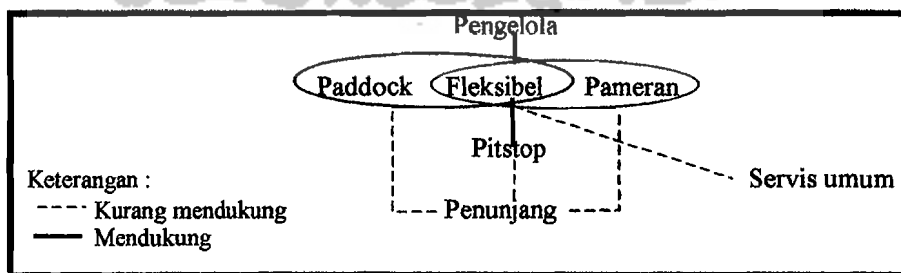 Pengelola
Paddock Fleksibel Pameran
Pitstop
Servis umum
Keterangan :
---- Kurang mendukung
Penunjang
Mendukung